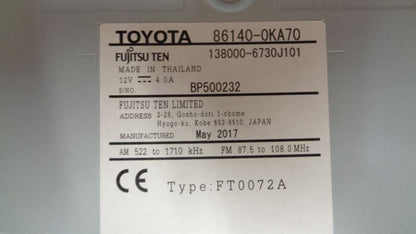 TOYOTA 86140-0KA70
FUJITSU TEN 138000-6730J101
MADE IN THAILAND
12V ⎓ 4.0A
S/NO. BP500232
FUJITSU TEN LIMITED
ADDRESS 2-28, Gosho-dori 1-chome
Hyogo-ku, Kobe 652-8510, JAPAN
MANUFACTURED May 2017
AM 522 to 1710 kHz FM 87.5 to 108.0 MHz
CE Type:FT0072A